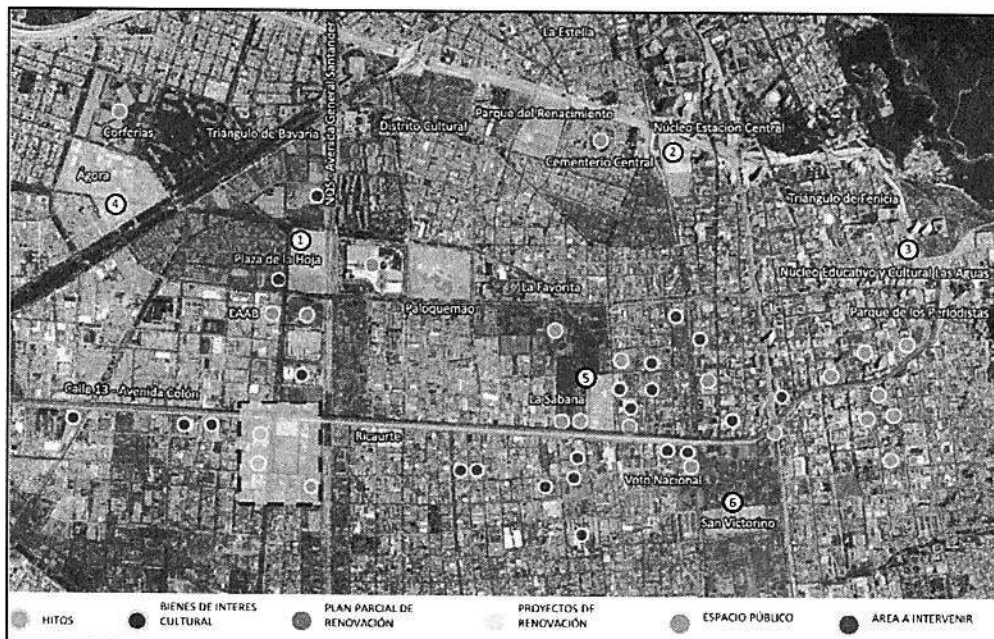 La Estella
NQS - Avenida General Santander
Parque del Renacimiento
Corferias
Triángulo de Bavaria
Distrito Cultural
Núcleo Estación Central
Cementerio Central
2
Agora
4
Triángulo de Fenicia
1
3
Plaza de la Hoja
Núcleo Educativo y Cultural Las Aguas
La Favorita
EAAB
Paloquemao
Parque de los Periodistas
5
Calle 13 - Avenida Colón
La Sabana
Ricaurte
Voto Nacional
6
San Victorino
HITOS
BIENES DE INTERES CULTURAL
PLAN PARCIAL DE RENOVACIÓN
PROYECTOS DE RENOVACIÓN
ESPACIO PÚBLICO
ÁREA A INTERVENIR